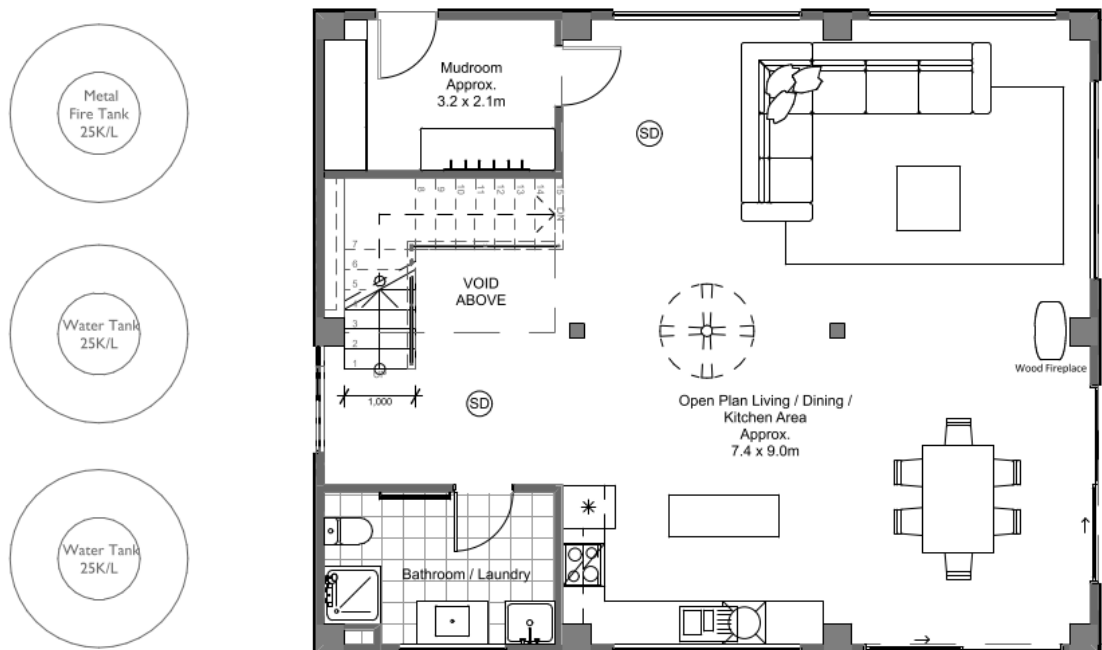 Metal
Fire Tank
25K/L
Water Tank
25K/L
Water Tank
25K/L
Mudroom
Approx.
3.2 x 2.1m
SD
8
9
10
11
12
13
14
15
7
6
5
4
3
2
1
VOID
ABOVE
1,000
SD
Wood Fireplace
Open Plan Living / Dining /
Kitchen Area
Approx.
7.4 x 9.0m
Bathroom / Laundry